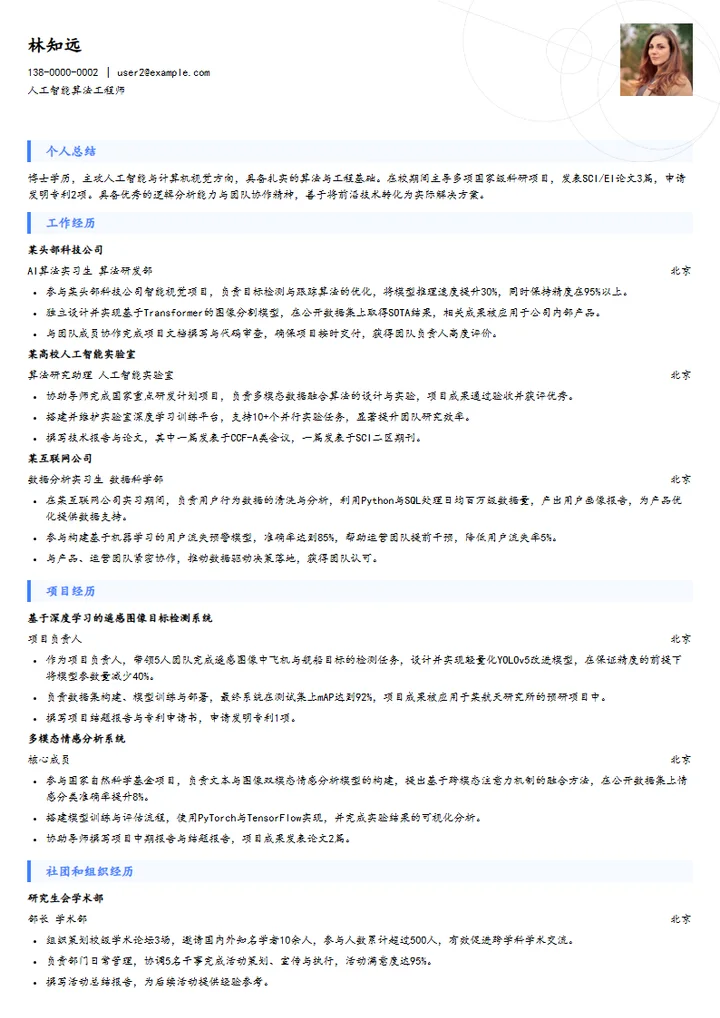 林知远
138-0000-0002 | user2@example.com
人工智能算法工程师
个人总结
博士学历，主攻人工智能与计算机视觉方向，具备扎实的算法与工程基础。在校期间主导多项国家级科研项目，发表SCI/EI论文3篇，申请
发明专利2项。具备优秀的逻辑分析能力与团队协作精神，善于将前沿技术转化为实际解决方案。
工作经历
某头部科技公司
AI算法实习生 算法研发部 北京
• 参与某头部科技公司智能视觉项目，负责目标检测与跟踪算法的优化，将模型推理速度提升30%，同时保持精度在95%以上。
• 独立设计并实现基于Transformer的图像分割模型，在公开数据集上取得SOTA结果，相关成果被应用于公司内部产品。
• 与团队成员协作完成项目文档撰写与代码审查，确保项目按时交付，获得团队负责人高度评价。
某高校人工智能实验室
算法研究助理 人工智能实验室 北京
• 协助导师完成国家重点研发计划项目，负责多模态数据融合算法的设计与实验，项目成果通过验收并获评优秀。
• 搭建并维护实验室深度学习训练平台，支持10+个并行实验任务，显著提升团队研究效率。
• 撰写技术报告与论文，其中一篇发表于CCF-A类会议，一篇发表于SCI二区期刊。
某互联网公司
数据分析实习生 数据科学部 北京
• 在某互联网公司实习期间，负责用户行为数据的清洗与分析，利用Python与SQL处理日均百万级数据量，产出用户画像报告，为产品优
化提供数据支持。
• 参与构建基于机器学习的用户流失预警模型，准确率达到85%，帮助运营团队提前干预，降低用户流失率5%。
• 与产品、运营团队紧密协作，推动数据驱动决策落地，获得团队认可。
项目经历
基于深度学习的遥感图像目标检测系统
项目负责人 北京
• 作为项目负责人，带领5人团队完成遥感图像中飞机与舰船目标的检测任务，设计并实现轻量化YOLOv5改进模型，在保证精度的前提下
将模型参数量减少40%。
• 负责数据集构建、模型训练与部署，最终系统在测试集上mAP达到92%，项目成果被应用于某航天研究所的预研项目中。
• 撰写项目结题报告与专利申请书，申请发明专利1项。
多模态情感分析系统
核心成员 北京
• 参与国家自然科学基金项目，负责文本与图像双模态情感分析模型的构建，提出基于跨模态注意力机制的融合方法，在公开数据集上情
感分类准确率提升8%。
• 搭建模型训练与评估流程，使用PyTorch与TensorFlow实现，并完成实验结果的可视化分析。
• 协助导师撰写项目中期报告与结题报告，项目成果发表论文2篇。
社团和组织经历
研究生会学术部
部长 学术部 北京
• 组织策划校级学术论坛3场，邀请国内外知名学者10余人，参与人数累计超过500人，有效促进跨学科学术交流。
• 负责部门日常管理，协调5名干事完成活动策划、宣传与执行，活动满意度达95%。
• 撰写活动总结报告，为后续活动提供经验参考。